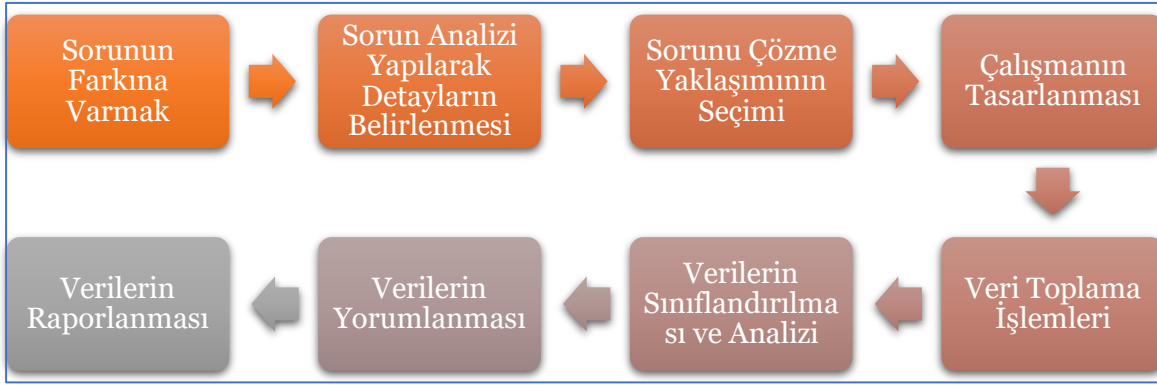 Sorunun
Farkına
Varmak
Sorun Analizi
Yapılarak
Detayların
Belirlenmesi
Sorunu Çözme
Yaklaşımının
Seçimi
Çalışmanın
Tasarlanması
Veri Toplama
İşlemleri
Verilerin
Sınıflandırılma
sı ve Analizi
Verilerin
Yorumlanması
Verilerin
Raporlanması